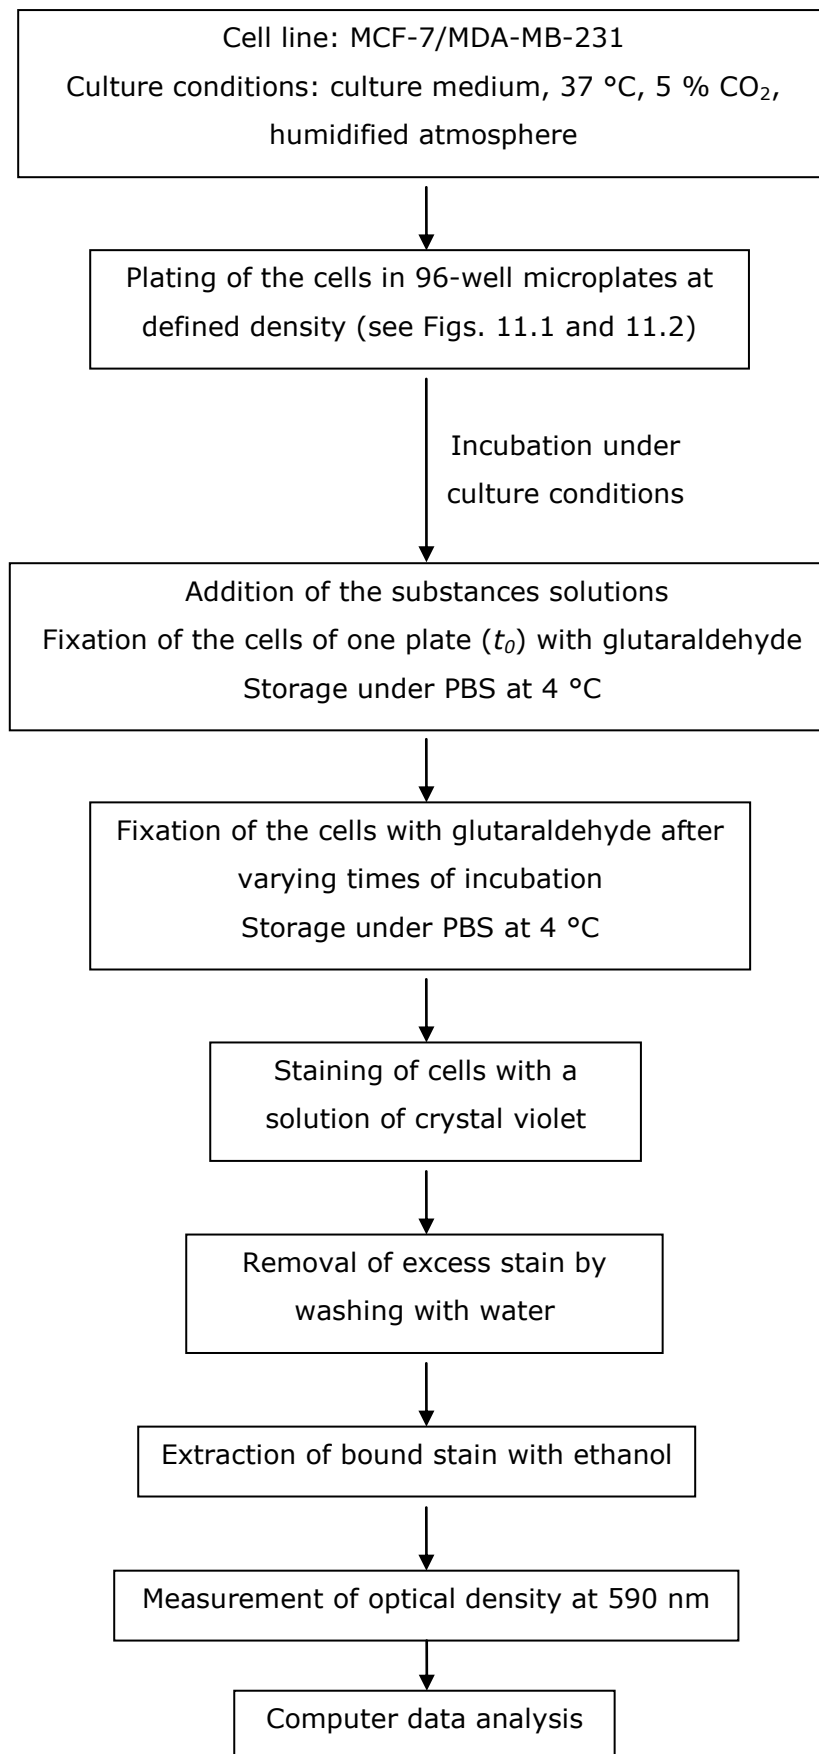 Cell line: MCF-7/MDA-MB-231
Culture conditions: culture medium, 37 °C, 5 % CO₂,
humidified atmosphere
Plating of the cells in 96-well microplates at
defined density (see Figs. 11.1 and 11.2)
Incubation under
culture conditions
Addition of the substances solutions
Fixation of the cells of one plate (t₀) with glutaraldehyde
Storage under PBS at 4 °C
Fixation of the cells with glutaraldehyde after
varying times of incubation
Storage under PBS at 4 °C
Staining of cells with a
solution of crystal violet
Removal of excess stain by
washing with water
Extraction of bound stain with ethanol
Measurement of optical density at 590 nm
Computer data analysis